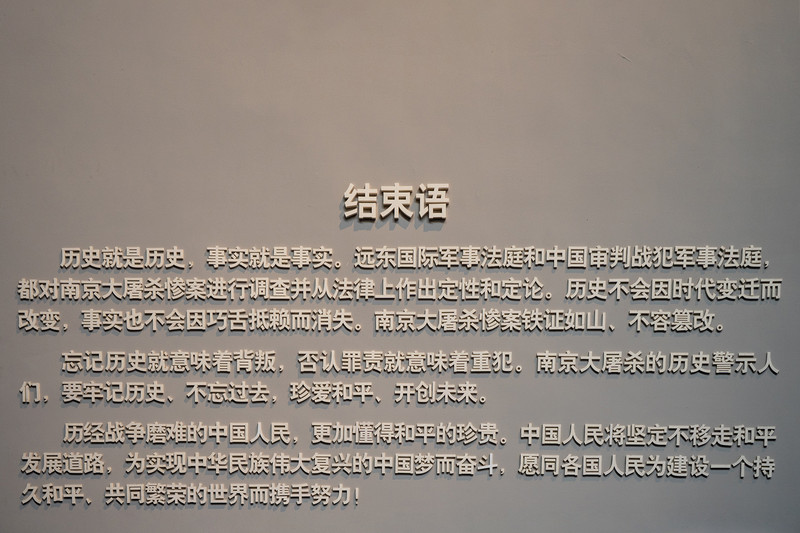 结束语
历史就是历史，事实就是事实。远东国际军事法庭和中国审判战犯军事法庭，
都对南京大屠杀惨案进行调查并从法律上作出定性和定论。历史不会因时代变迁而
改变，事实也不会因巧舌抵赖而消失。南京大屠杀惨案铁证如山、不容篡改。
忘记历史就意味着背叛，否认罪责就意味着重犯。南京大屠杀的历史警示人
们，要牢记历史、不忘过去，珍爱和平、开创未来。
历经战争磨难的中国人民，更加懂得和平的珍贵。中国人民将坚定不移走和平
发展道路，为实现中华民族伟大复兴的中国梦而奋斗，愿同各国人民为建设一个持
久和平、共同繁荣的世界而携手努力！